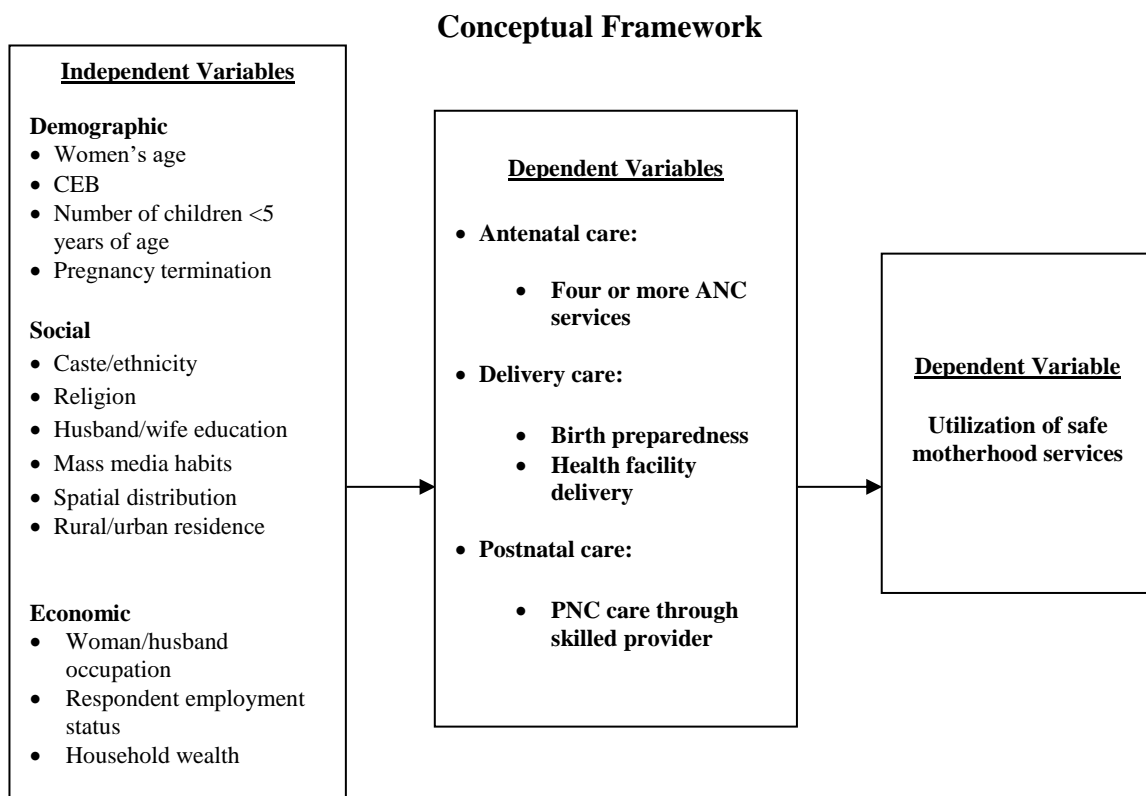 Conceptual Framework
Independent Variables
Demographic
• Women’s age
• CEB
• Number of children <5
years of age
• Pregnancy termination
Social
• Caste/ethnicity
• Religion
• Husband/wife education
• Mass media habits
• Spatial distribution
• Rural/urban residence
Economic
• Woman/husband
occupation
• Respondent employment
status
• Household wealth
Dependent Variables
• Antenatal care:
• Four or more ANC
services
• Delivery care:
• Birth preparedness
• Health facility
delivery
• Postnatal care:
• PNC care through
skilled provider
Dependent Variable
Utilization of safe
motherhood services